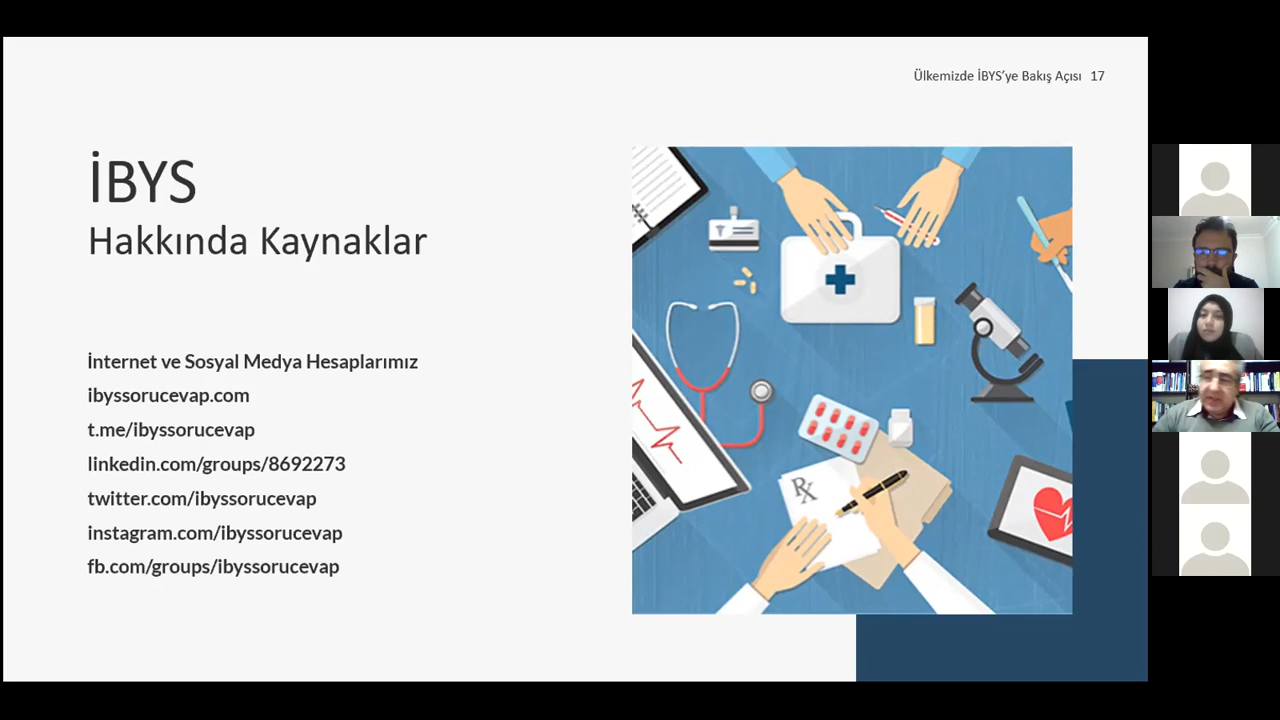 Ülkemizde İBYS'ye Bakış Açısı 17
İBYS
Hakkında Kaynaklar
İnternet ve Sosyal Medya Hesaplarımız
ibyssorucevap.com
t.me/ibyssorucevap
linkedin.com/groups/8692273
twitter.com/ibyssorucevap
instagram.com/ibyssorucevap
fb.com/groups/ibyssorucevap
RX